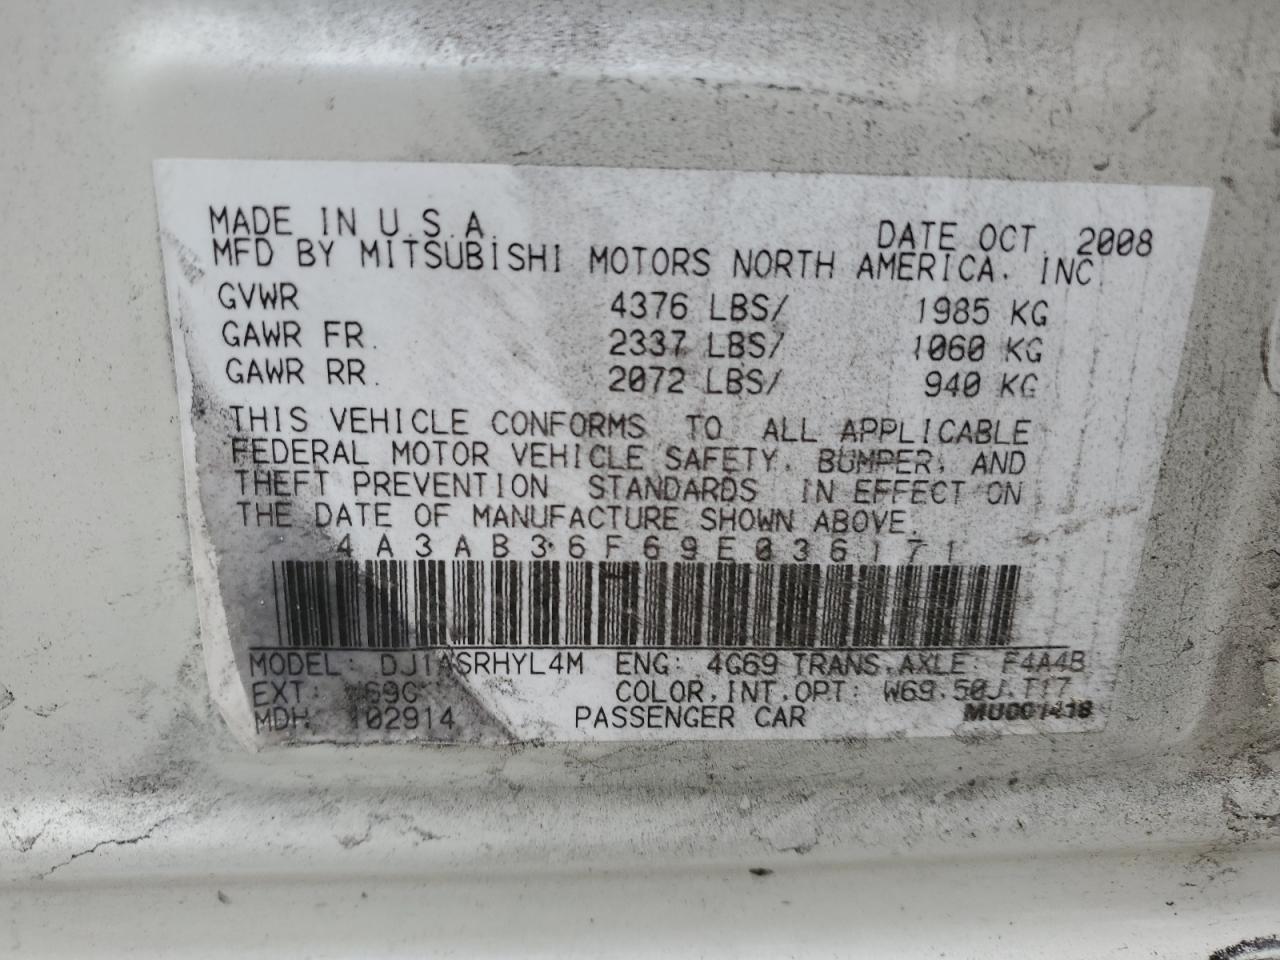 MADE IN U.S.A. DATE OCT. 2008
MFD BY MITSUBISHI MOTORS NORTH AMERICA. INC
GVWR 4376 LBS/ 1985 KG
GAWR FR. 2337 LBS/ 1060 KG
GAWR RR. 2072 LBS/ 940 KG
THIS VEHICLE CONFORMS TO ALL APPLICABLE
FEDERAL MOTOR VEHICLE SAFETY, BUMPER, AND
THEFT PREVENTION STANDARDS IN EFFECT ON
THE DATE OF MANUFACTURE SHOWN ABOVE.
4A3AB36F69E036171
MODEL: DJ1ASRHYL4M ENG: 4G69 TRANS.AXLE: F4A4B
EXT: COLOR.INT.OPT: W69.50J.T17
MDH: 102914 PASSENGER CAR